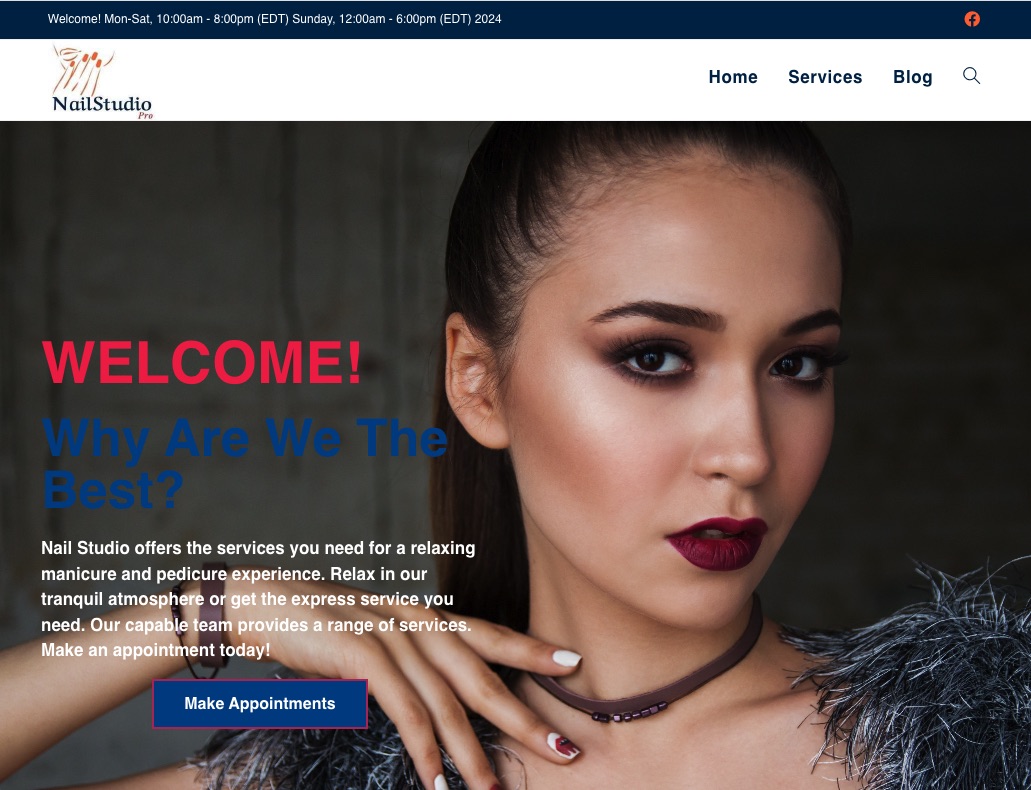 Welcome! Mon-Sat, 10:00am - 8:00pm (EDT) Sunday, 12:00am - 6:00pm (EDT) 2024
NailStudio
Pro
Home Services Blog
WELCOME!
Why Are We The
Best?
Nail Studio offers the services you need for a relaxing
manicure and pedicure experience. Relax in our
tranquil atmosphere or get the express service you
need. Our capable team provides a range of services.
Make an appointment today!
Make Appointments